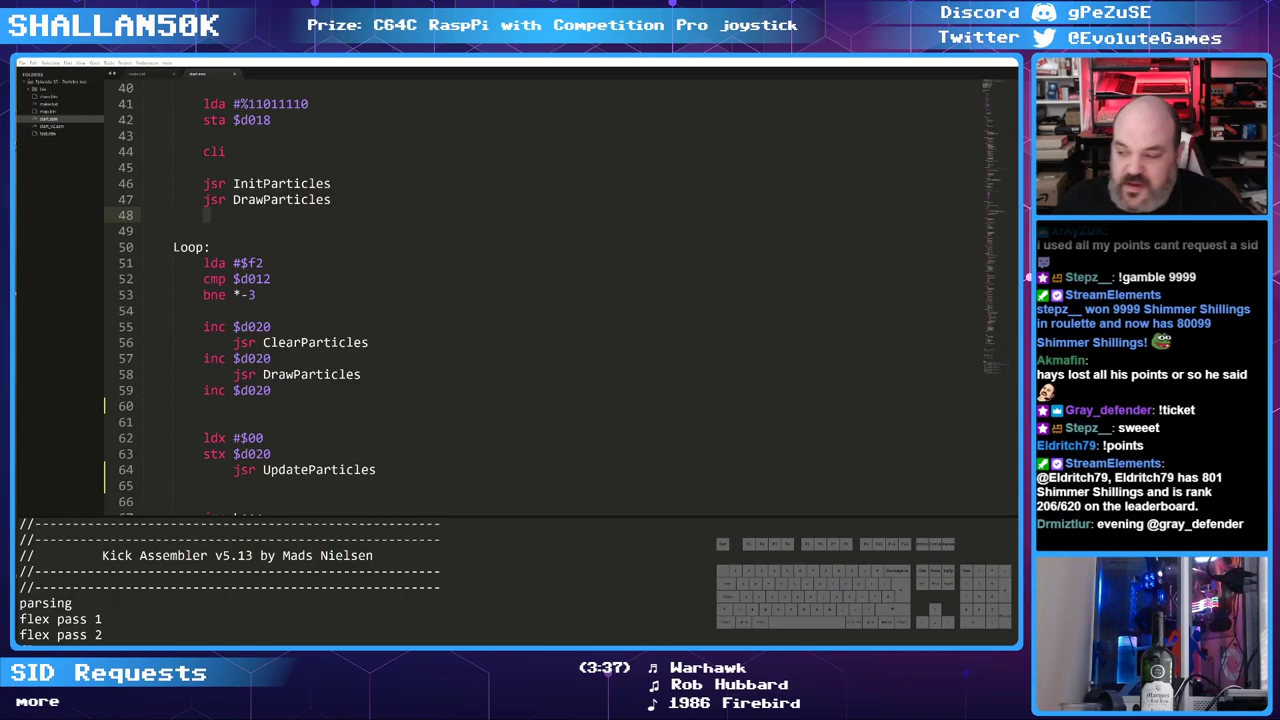 SHALLAN50K
Prize: C64C RaspPi with Competition Pro joystick
Discord gPeZuSE
Twitter @EvoluteGames
FOLDERS
start.asm
40
41 lda #%11011110
42 sta $d018
43
44 cli
45
46 jsr InitParticles
47 jsr DrawParticles
48
49
50 Loop:
51 lda #$f2
52 cmp $d012
53 bne *-3
54
55 inc $d020
56 jsr ClearParticles
57 inc $d020
58 jsr DrawParticles
59 inc $d020
60
61
62 ldx #$00
63 stx $d020
64 jsr UpdateParticles
65
66
//---------------------------------------------------
//---------------------------------------------------
// Kick Assembler v5.13 by Mads Nielsen
//---------------------------------------------------
//---------------------------------------------------
parsing
flex pass 1
flex pass 2
i used all my points cant request a sid
Stepz__: !gamble 9999
StreamElements
stepz__ won 9999 Shimmer Shillings
in roulette and now has 80099
Shimmer Shillings!
Akmafin:
hays lost all his points or so he said
Gray_defender: !ticket
Stepz__: sweeet
Eldritch79: !points
StreamElements:
@Eldritch79, Eldritch79 has 801
Shimmer Shillings and is rank
206/620 on the leaderboard.
Drmiztlur: evening @gray_defender
SID Requests
more
(3:37) Warhawk
Rob Hubbard
1986 Firebird